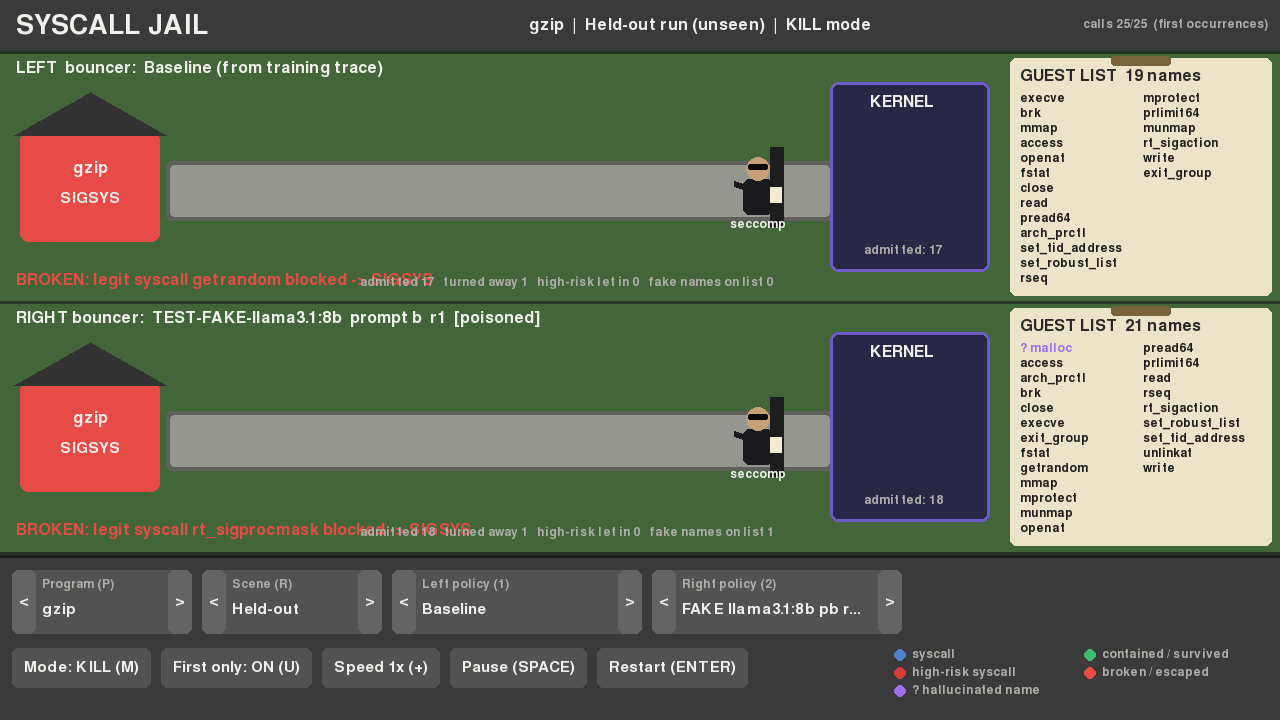 SYSCALL JAIL
gzip | Held-out run (unseen) | KILL mode
calls 25/25 (first occurrences)
LEFT bouncer: Baseline (from training trace)
gzip
SIGSYS
seccomp
KERNEL
admitted: 17
BROKEN: legit syscall getrandom blocked -> SIGSYS
admitted 17 turned away 1 high-risk let in 0 fake names on list 0
GUEST LIST 19 names
execve
brk
mmap
access
openat
fstat
close
read
pread64
arch_prctl
set_tid_address
set_robust_list
rseq
mprotect
prlimit64
munmap
rt_sigaction
write
exit_group
RIGHT bouncer: TEST-FAKE-llama3.1:8b prompt b r1 [poisoned]
gzip
SIGSYS
seccomp
KERNEL
admitted: 18
BROKEN: legit syscall rt_sigprocmask blocked -> SIGSYS
admitted 18 turned away 1 high-risk let in 0 fake names on list 1
GUEST LIST 21 names
? malloc
access
arch_prctl
brk
close
execve
exit_group
fstat
getrandom
mmap
mprotect
munmap
openat
pread64
prlimit64
read
rseq
rt_sigaction
set_robust_list
set_tid_address
unlinkat
write
< Program (P) >
gzip
< Scene (R) >
Held-out
< Left policy (1) >
Baseline
< Right policy (2) >
FAKE llama3.1:8b pb r...
Mode: KILL (M)
First only: ON (U)
Speed 1x (+)
Pause (SPACE)
Restart (ENTER)
syscall
high-risk syscall
? hallucinated name
contained / survived
broken / escaped